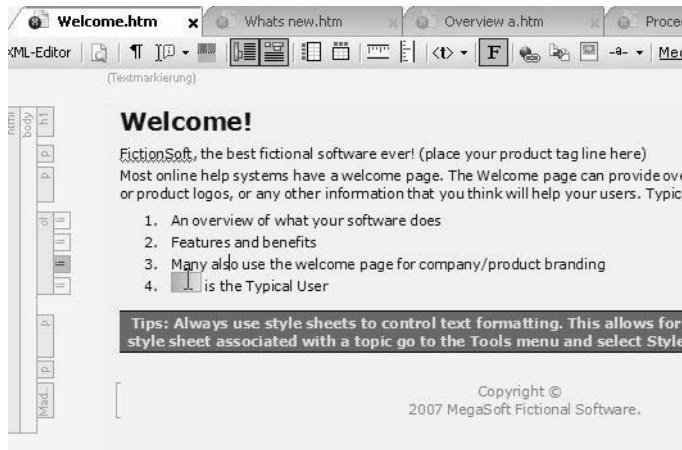 Welcome.htm x Whats new.htm x Overview a.htm x Proce
XML-Editor <t> F -a- Med
(Textmarkierung)
html body h1 p p ol li li li li p p Mad..
Welcome!
FictionSoft, the best fictional software ever! (place your product tag line here)
Most online help systems have a welcome page. The Welcome page can provide ove
or product logos, or any other information that you think will help your users. Typic
1. An overview of what your software does
2. Features and benefits
3. Many also use the welcome page for company/product branding
4. is the Typical User
Tips: Always use style sheets to control text formatting. This allows for
style sheet associated with a topic go to the Tools menu and select Style
Copyright ©
2007 MegaSoft Fictional Software.